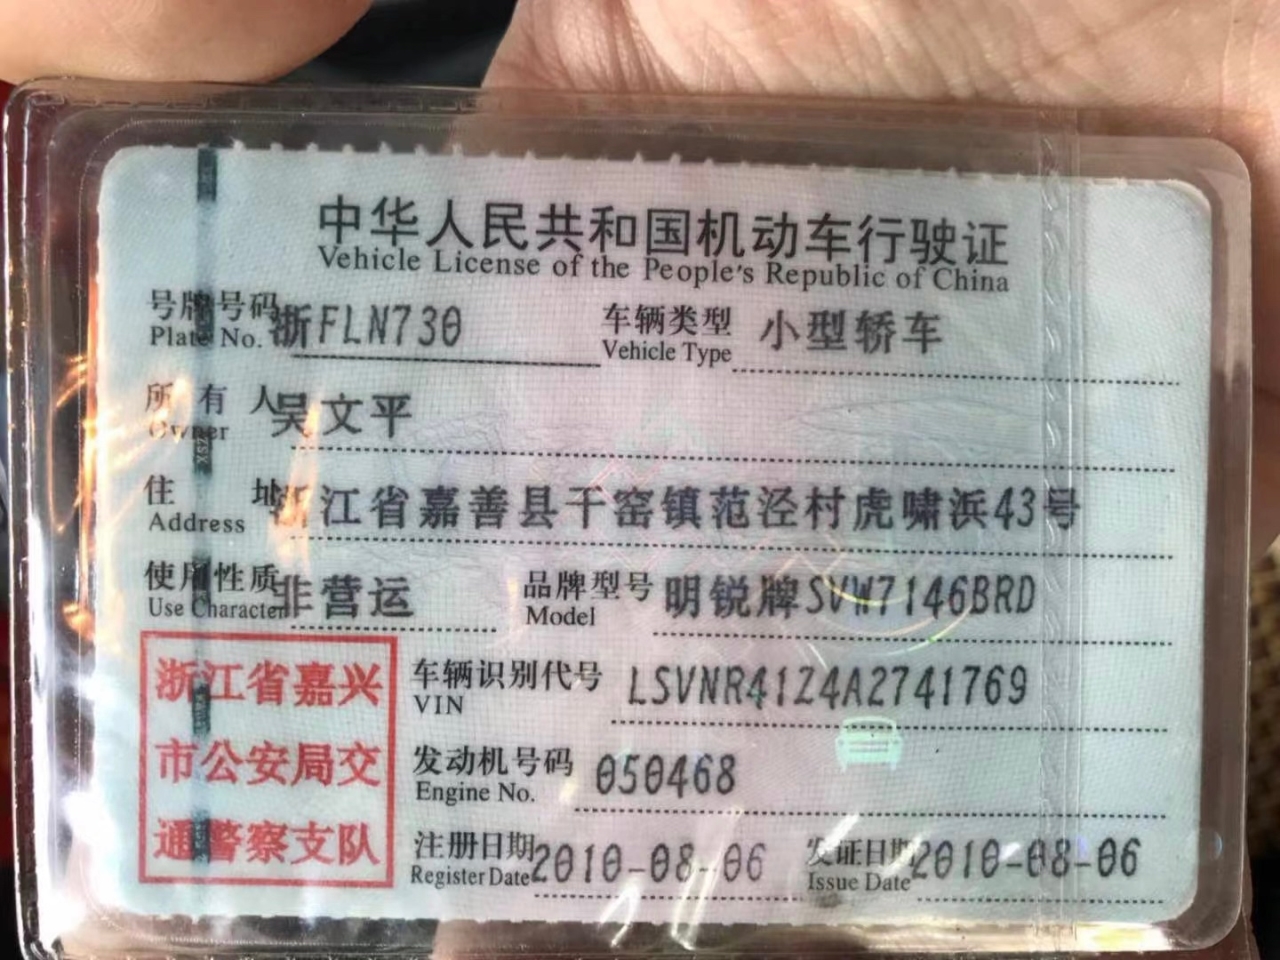 中华人民共和国机动车行驶证
Vehicle License of the People's Republic of China
号牌号码 浙FLN730 车辆类型 小型轿车
Plate No. Vehicle Type
所有人 吴文平
Owner
住址 浙江省嘉善县干窑镇范泾村虎啸浜43号
Address
使用性质 非营运 品牌型号 明锐牌SVW7146BRD
Use Character Model
浙江省嘉兴
市公安局交
通警察支队
车辆识别代号 LSVNR41Z4A2741769
VIN
发动机号码 050468
Engine No.
注册日期 2010-08-06 发证日期 2010-08-06
Register Date Issue Date